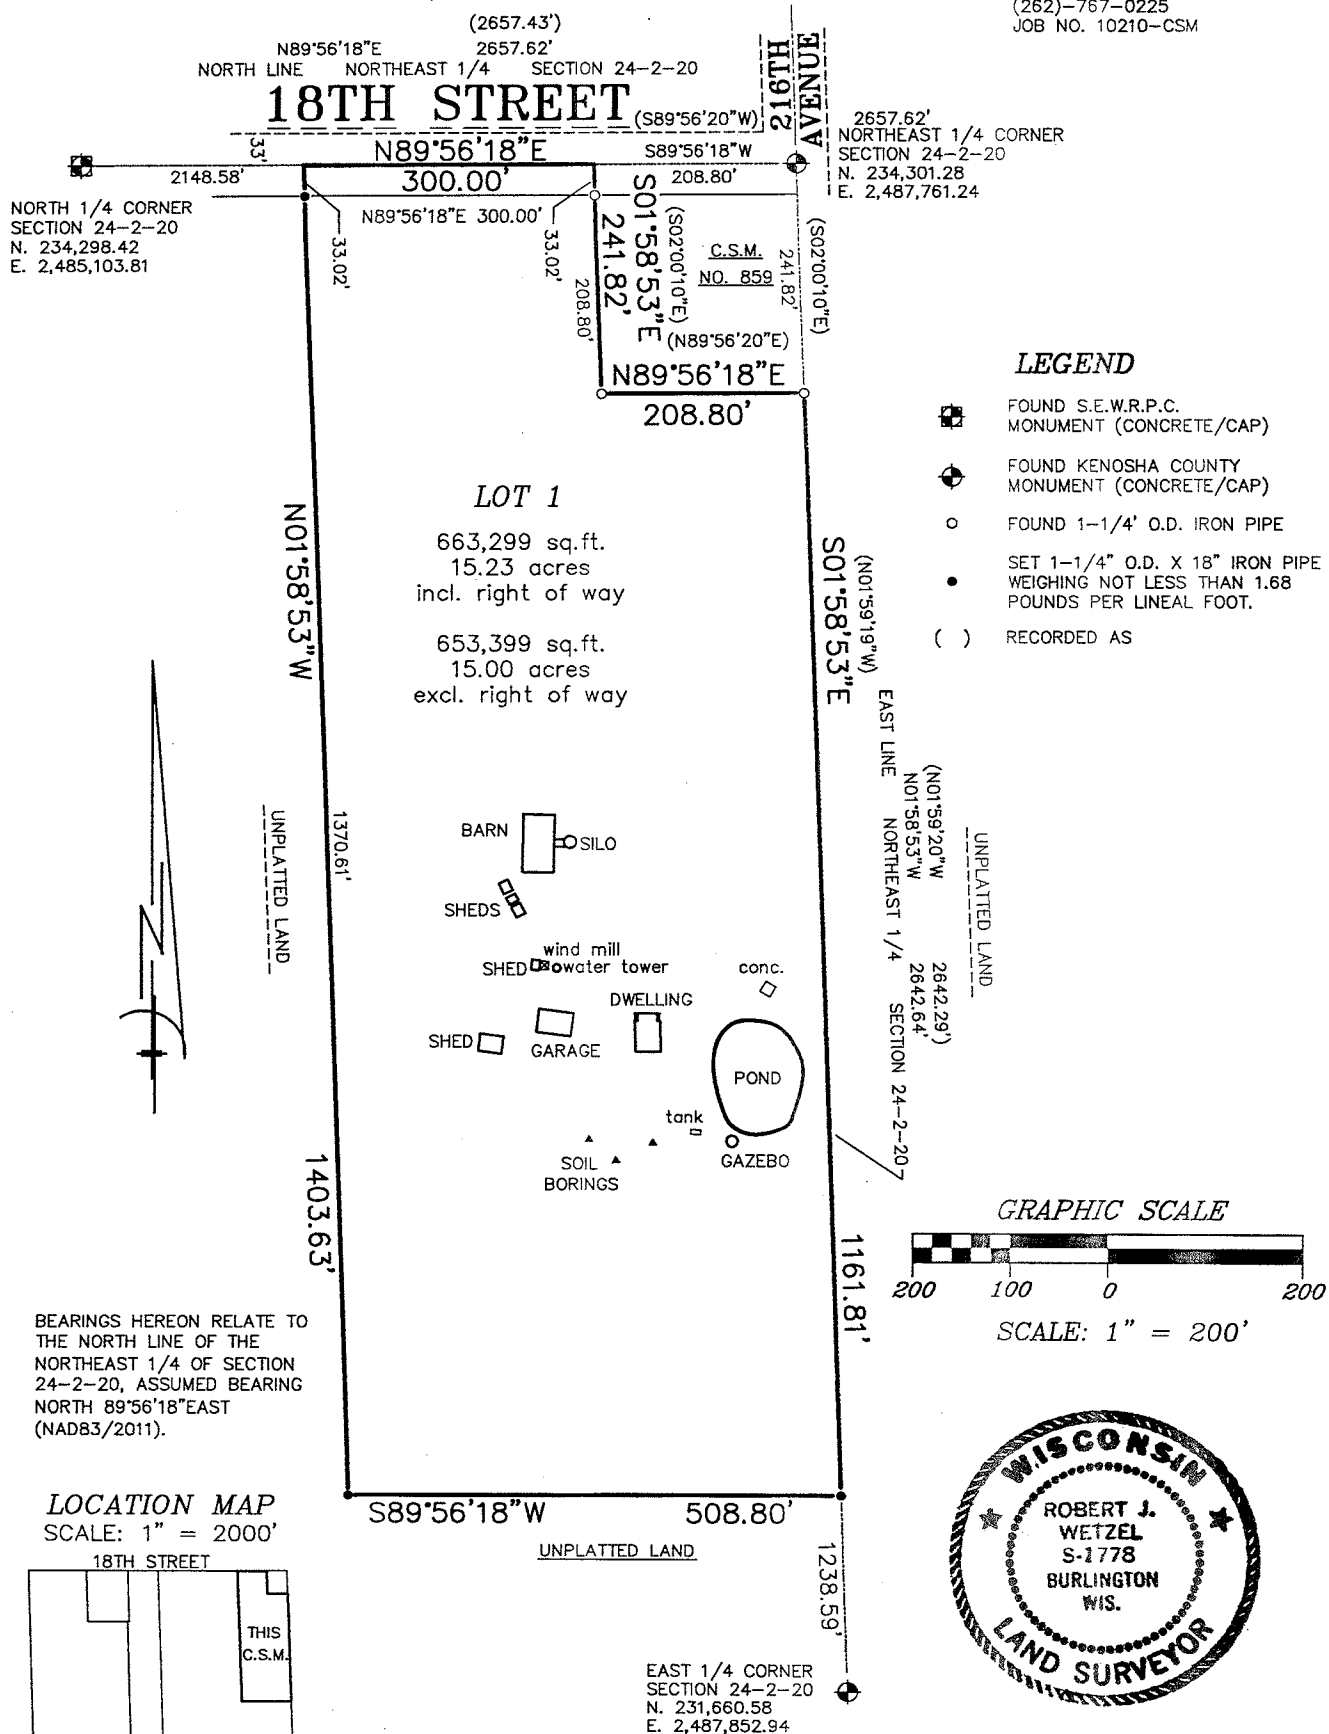 (262)-767-0225
JOB NO. 10210-CSM
(2657.43')
N89°56'18"E 2657.62'
NORTH LINE NORTHEAST 1/4 SECTION 24-2-20
18TH STREET
(S89°56'20"W)
216TH
AVENUE
2657.62'
NORTHEAST 1/4 CORNER
SECTION 24-2-20
N. 234,301.28
E. 2,487,761.24
33'
N89°56'18"E
300.00'
S89°56'18"W
208.80'
2148.58'
NORTH 1/4 CORNER
SECTION 24-2-20
N. 234,298.42
E. 2,485,103.81
N89°56'18"E 300.00'
33.02'
33.02'
208.80'
S01°58'53"E
241.82'
(S02°00'10"E)
C.S.M.
NO. 859
241.82'
(S02°00'10"E)
(N89°56'20"E)
N89°56'18"E
208.80'
LEGEND
FOUND S.E.W.R.P.C.
MONUMENT (CONCRETE/CAP)
FOUND KENOSHA COUNTY
MONUMENT (CONCRETE/CAP)
FOUND 1-1/4' O.D. IRON PIPE
SET 1-1/4" O.D. X 18" IRON PIPE
WEIGHING NOT LESS THAN 1.68
POUNDS PER LINEAL FOOT.
( ) RECORDED AS
LOT 1
663,299 sq.ft.
15.23 acres
incl. right of way
653,399 sq.ft.
15.00 acres
excl. right of way
N01°58'53"W
1370.61'
1403.63'
UNPLATTED LAND
S01°58'53"E
(N01°59'19"W)
1161.81'
EAST LINE NORTHEAST 1/4 SECTION 24-2-20
(N01°59'20"W 2642.29')
N01°58'53"W 2642.64'
UNPLATTED LAND
N
BARN
SILO
SHEDS
wind mill
SHED
water tower
conc.
DWELLING
SHED
GARAGE
POND
tank
SOIL
BORINGS
GAZEBO
GRAPHIC SCALE
200 100 0 200
SCALE: 1" = 200'
BEARINGS HEREON RELATE TO
THE NORTH LINE OF THE
NORTHEAST 1/4 OF SECTION
24-2-20, ASSUMED BEARING
NORTH 89°56'18"EAST
(NAD83/2011).
S89°56'18"W 508.80'
UNPLATTED LAND
1238.59'
EAST 1/4 CORNER
SECTION 24-2-20
N. 231,660.58
E. 2,487,852.94
LOCATION MAP
SCALE: 1" = 2000'
18TH STREET
THIS
C.S.M.
WISCONSIN
ROBERT J.
WETZEL
S-1778
BURLINGTON
WIS.
LAND SURVEYOR